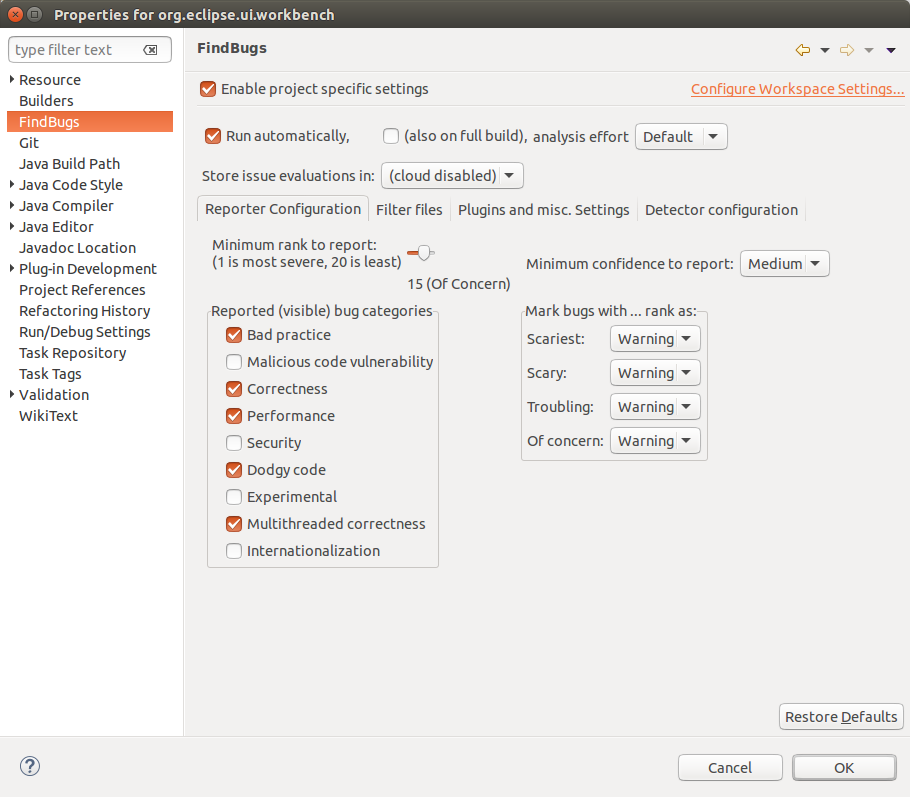 Properties for org.eclipse.ui.workbench
type filter text
Resource
Builders
FindBugs
Git
Java Build Path
Java Code Style
Java Compiler
Java Editor
Javadoc Location
Plug-in Development
Project References
Refactoring History
Run/Debug Settings
Task Repository
Task Tags
Validation
WikiText
FindBugs
Enable project specific settings
Configure Workspace Settings...
Run automatically,
(also on full build), analysis effort
Default
Store issue evaluations in:
(cloud disabled)
Reporter Configuration
Filter files
Plugins and misc. Settings
Detector configuration
Minimum rank to report:
(1 is most severe, 20 is least)
15 (Of Concern)
Minimum confidence to report:
Medium
Reported (visible) bug categories
Bad practice
Malicious code vulnerability
Correctness
Performance
Security
Dodgy code
Experimental
Multithreaded correctness
Internationalization
Mark bugs with ... rank as:
Scariest: Warning
Scary: Warning
Troubling: Warning
Of concern: Warning
Restore Defaults
?
Cancel
OK